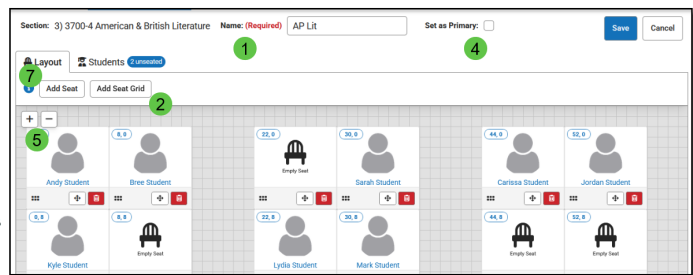 Section: 3) 3700-4 American & British Literature Name: (Required) AP Lit Set as Primary: Save Cancel
1 4
Layout Students 2 unseated
7
Add Seat Add Seat Grid
2
+ −
5
8, 0 22, 0 30, 0 44, 0 52, 0
Empty Seat
Andy Student Bree Student Sarah Student Carissa Student Jordan Student
0, 8 8, 8 22, 8 30, 8 44, 8 52, 8
Empty Seat Empty Seat Empty Seat
Kyle Student Lydia Student Mark Student